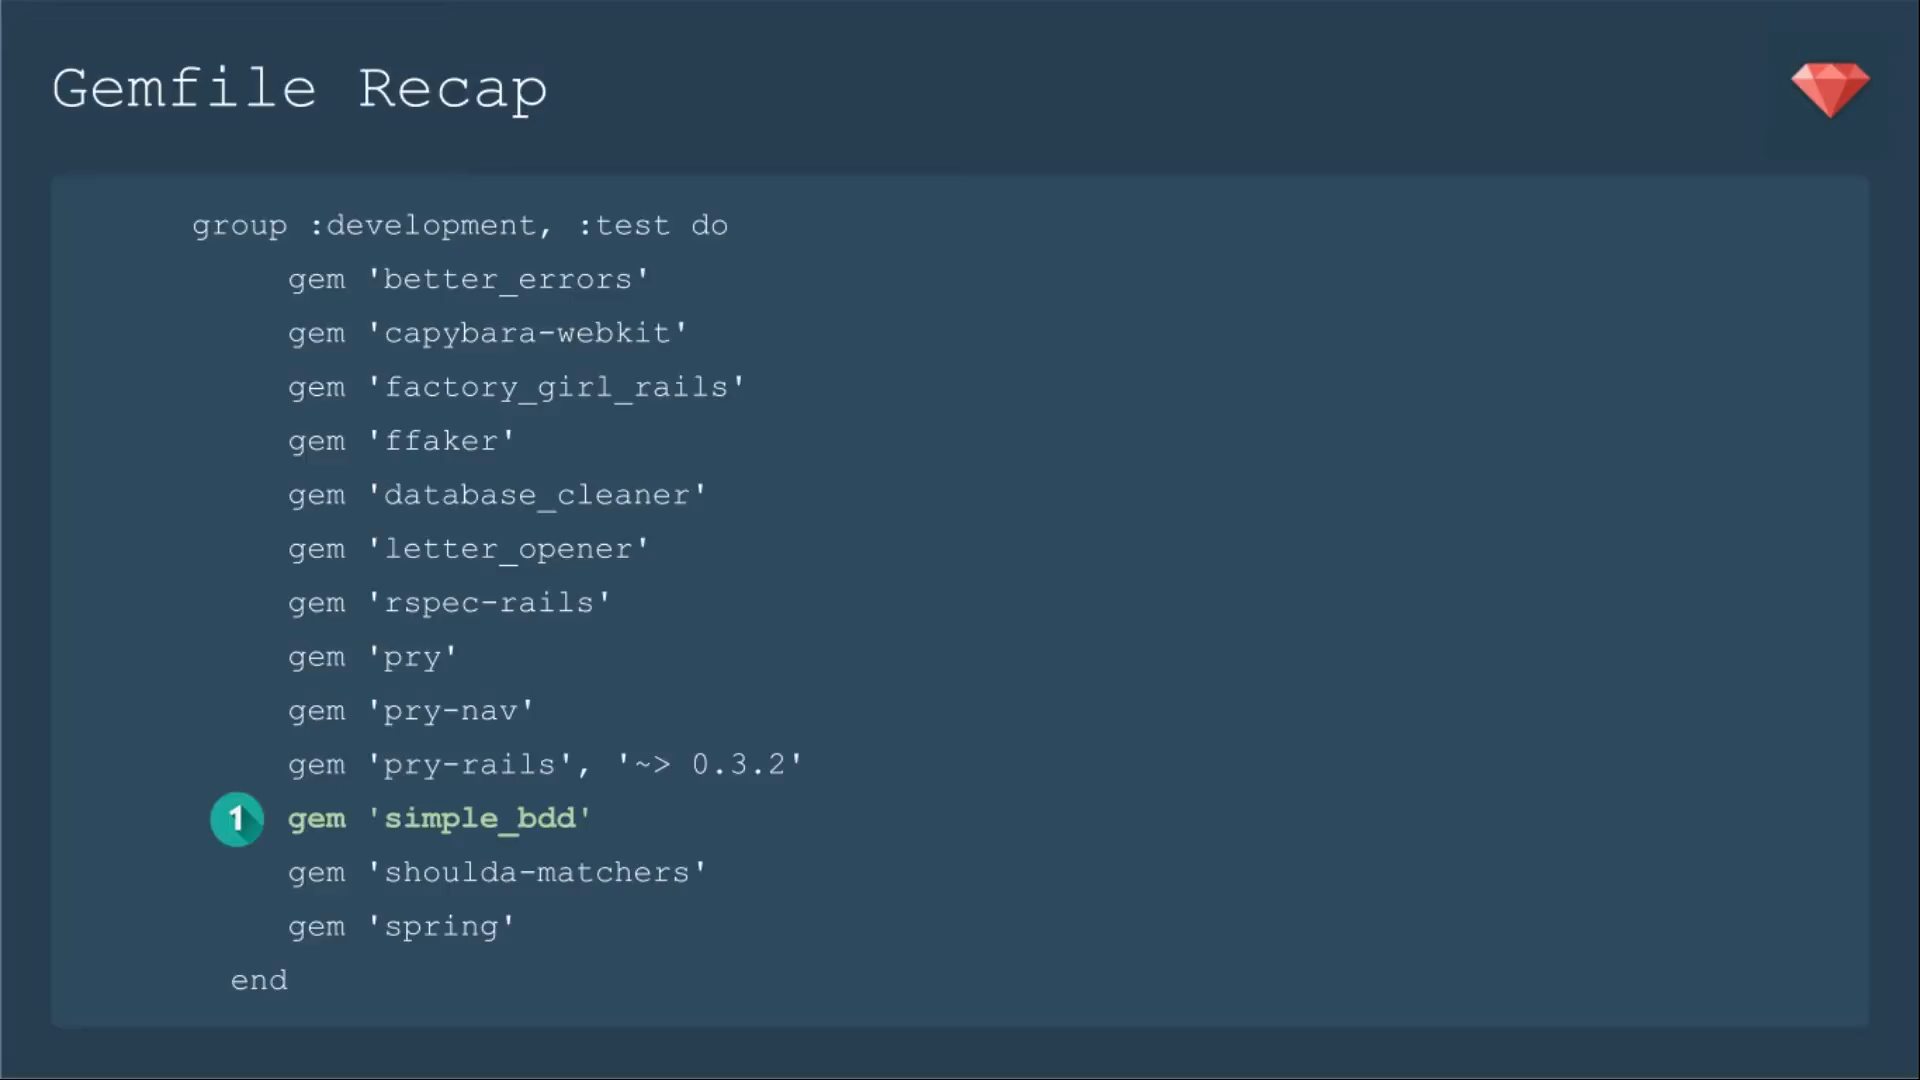 Gemfile Recap
group :development, :test do
gem 'better_errors'
gem 'capybara-webkit'
gem 'factory_girl_rails'
gem 'ffaker'
gem 'database_cleaner'
gem 'letter_opener'
gem 'rspec-rails'
gem 'pry'
gem 'pry-nav'
gem 'pry-rails', '~> 0.3.2'
1 gem 'simple_bdd'
gem 'shoulda-matchers'
gem 'spring'
end